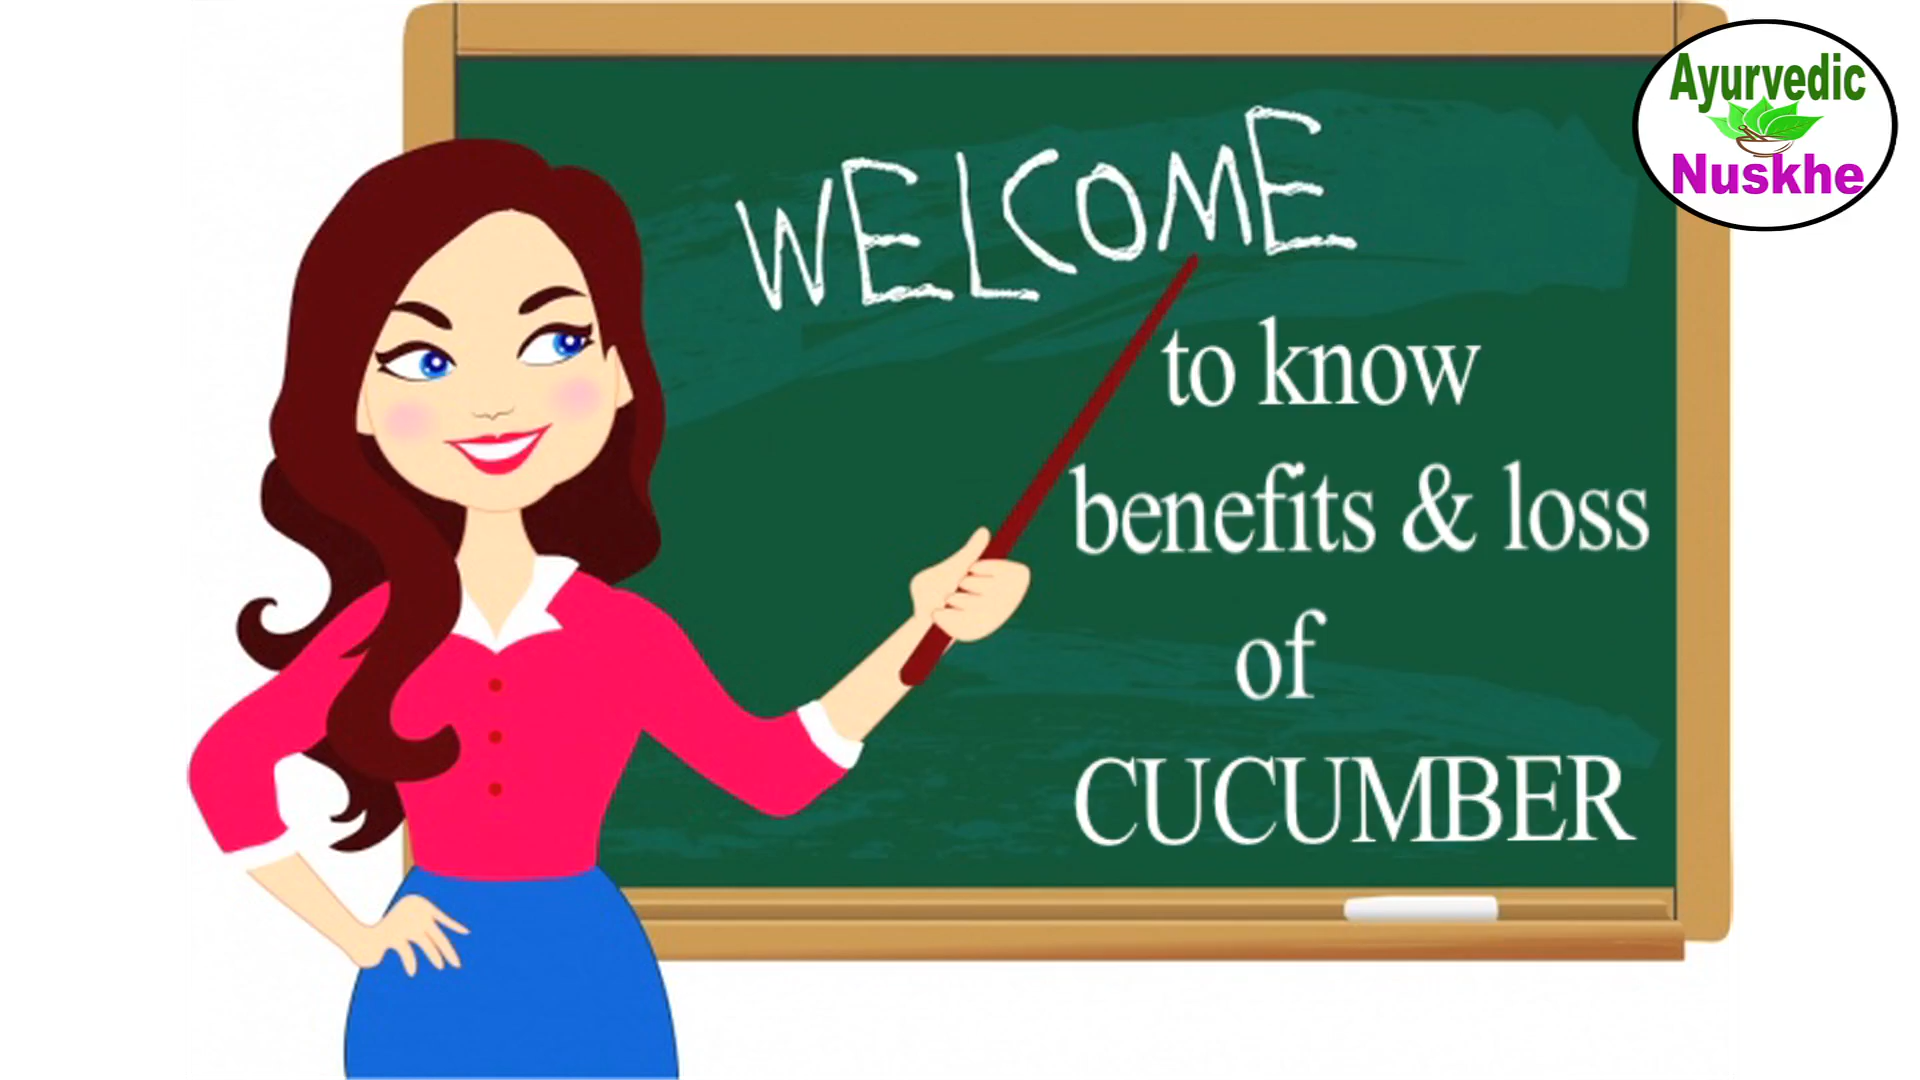 WELCOME
to know
benefits & loss
of
CUCUMBER
Ayurvedic
Nuskhe